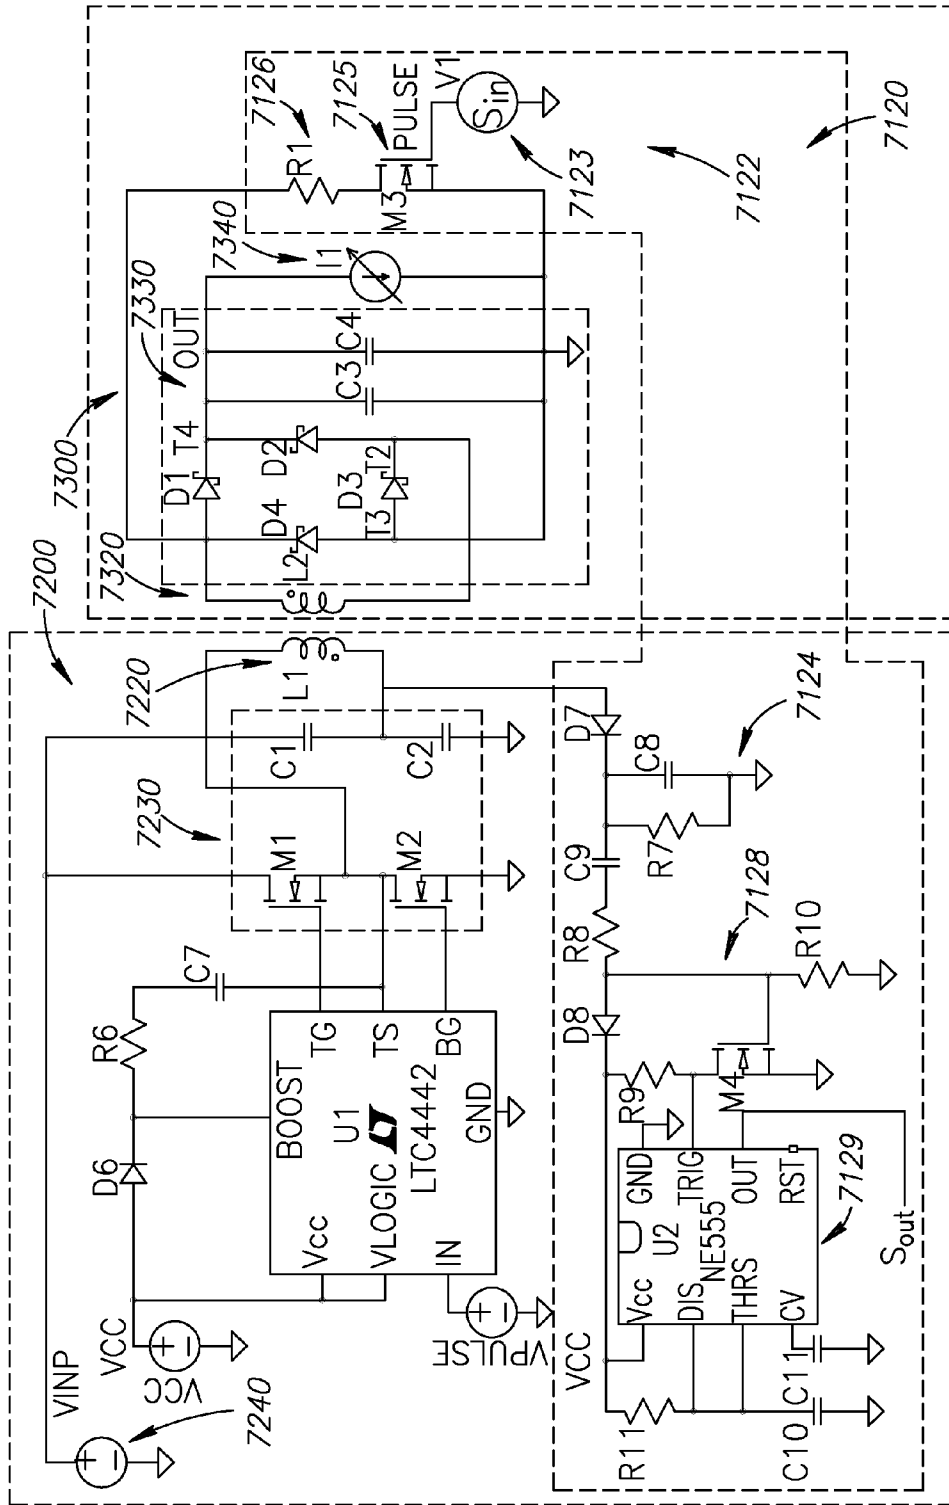 7126
7125
R1
PULSE
V1
Sin
7123
7122
7120
M3
7340
I1
7330
OUT
C4
C3
7300
T4
D1
D2
T2
D3
D4
T3
7320
L2
7200
7220
L1
C1
C2
7230
M1
M2
C7
R6
D6
BOOST
TG
U1
TS
VLOGIC
BG
LTC4442
GND
Vcc
IN
VCC
VCC
VINP
7240
VPULSE
D7
7124
C8
R7
C9
R8
7128
R10
D8
R9
M4
GND
TRIG
OUT
RST
U2
NE555
Vcc
DIS
THRS
CV
7129
Sout
VCC
R11
C10
C11